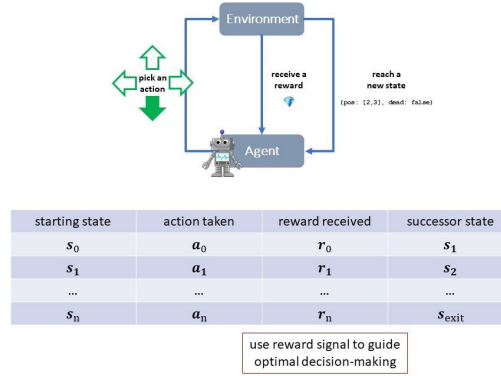 Environment
pick an
action
receive a
reward
reach a
new state
(pos: [2,3], dead: false)
Agent
starting state action taken reward received successor state
s₀ a₀ r₀ s₁
s₁ a₁ r₁ s₂
... ... ... ...
sₙ aₙ rₙ s_exit
use reward signal to guide
optimal decision-making